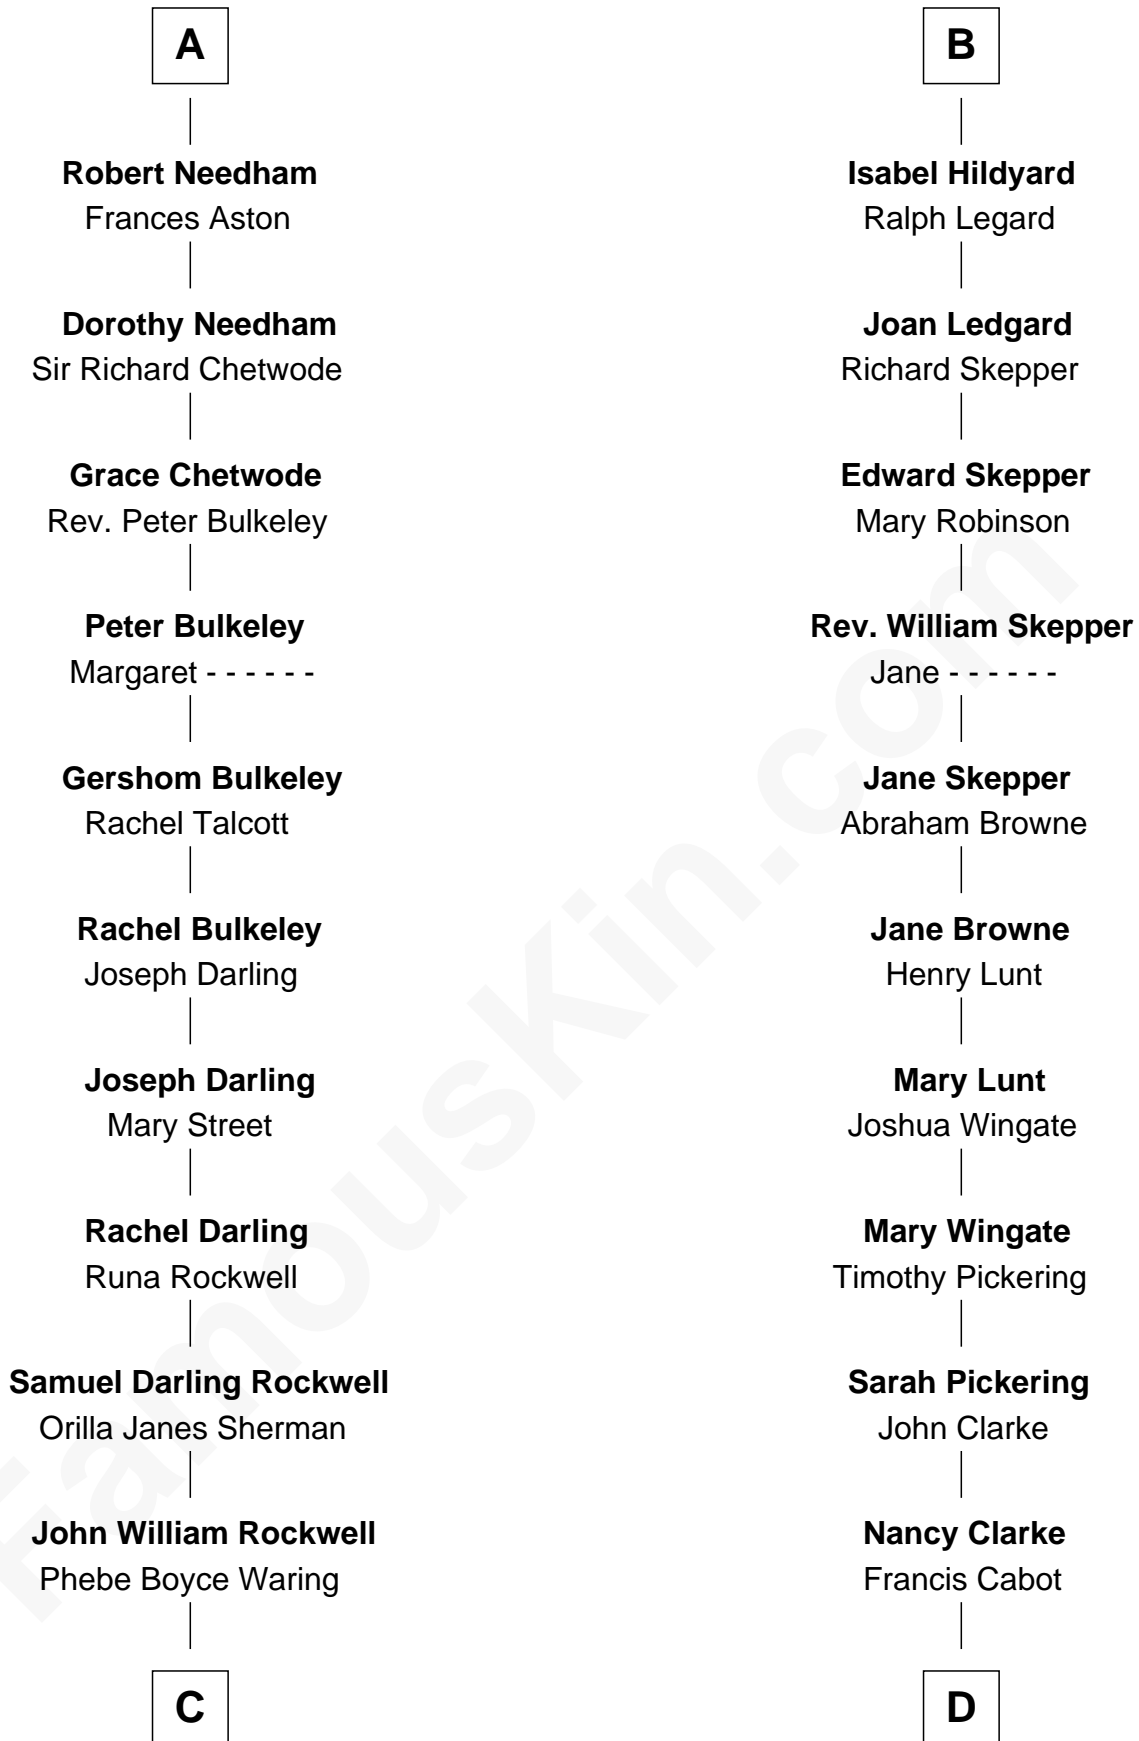 A
Robert Needham
Frances Aston
Dorothy Needham
Sir Richard Chetwode
Grace Chetwode
Rev. Peter Bulkeley
Peter Bulkeley
Margaret - - - - - -
Gershom Bulkeley
Rachel Talcott
Rachel Bulkeley
Joseph Darling
Joseph Darling
Mary Street
Rachel Darling
Runa Rockwell
Samuel Darling Rockwell
Orilla Janes Sherman
John William Rockwell
Phebe Boyce Waring
C
B
Isabel Hildyard
Ralph Legard
Joan Ledgard
Richard Skepper
Edward Skepper
Mary Robinson
Rev. William Skepper
Jane - - - - - -
Jane Skepper
Abraham Browne
Jane Browne
Henry Lunt
Mary Lunt
Joshua Wingate
Mary Wingate
Timothy Pickering
Sarah Pickering
John Clarke
Nancy Clarke
Francis Cabot
D
FamousKin.com